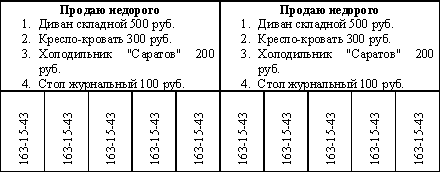 Продаю недорого
1. Диван складной 500 руб.
2. Кресло-кровать 300 руб.
3. Холодильник "Саратов" 200
руб.
4. Стол журнальный 100 руб.
163-15-43
163-15-43
163-15-43
163-15-43
163-15-43
Продаю недорого
1. Диван складной 500 руб.
2. Кресло-кровать 300 руб.
3. Холодильник "Саратов" 200
руб.
4. Стол журнальный 100 руб.
163-15-43
163-15-43
163-15-43
163-15-43
163-15-43